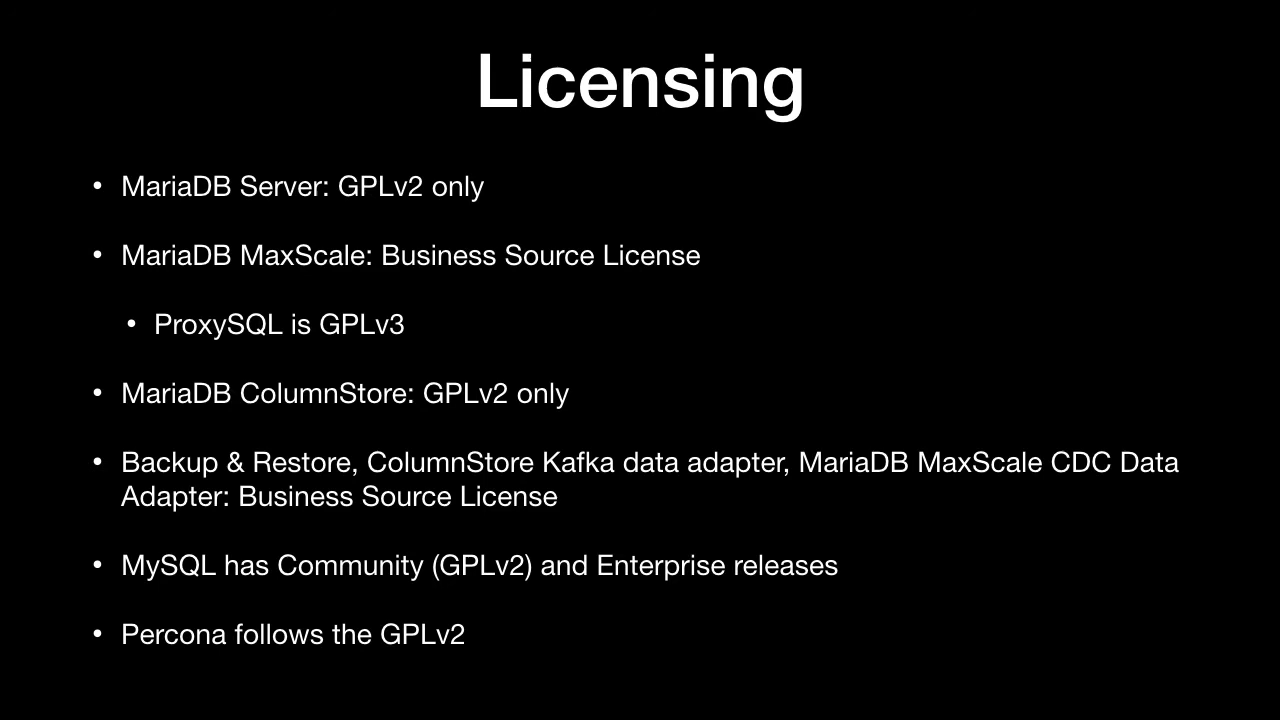 Licensing
• MariaDB Server: GPLv2 only
• MariaDB MaxScale: Business Source License
• ProxySQL is GPLv3
• MariaDB ColumnStore: GPLv2 only
• Backup & Restore, ColumnStore Kafka data adapter, MariaDB MaxScale CDC Data
Adapter: Business Source License
• MySQL has Community (GPLv2) and Enterprise releases
• Percona follows the GPLv2